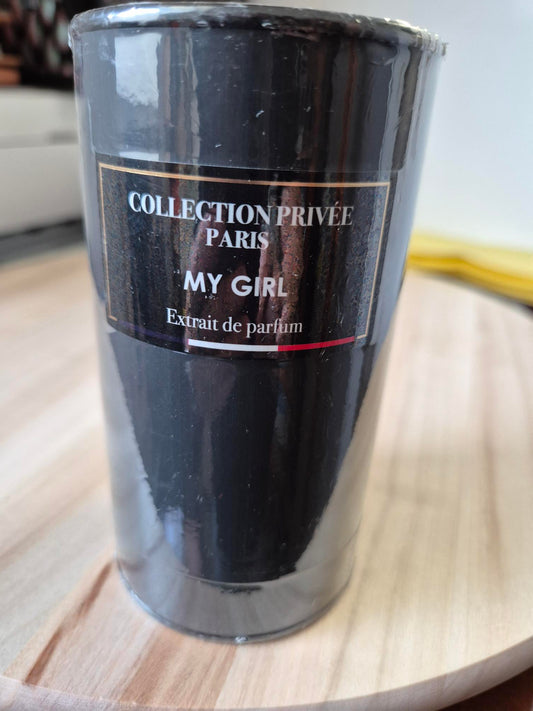 COLLECTION PRIVÉE
PARIS
MY GIRL
Extrait de parfum